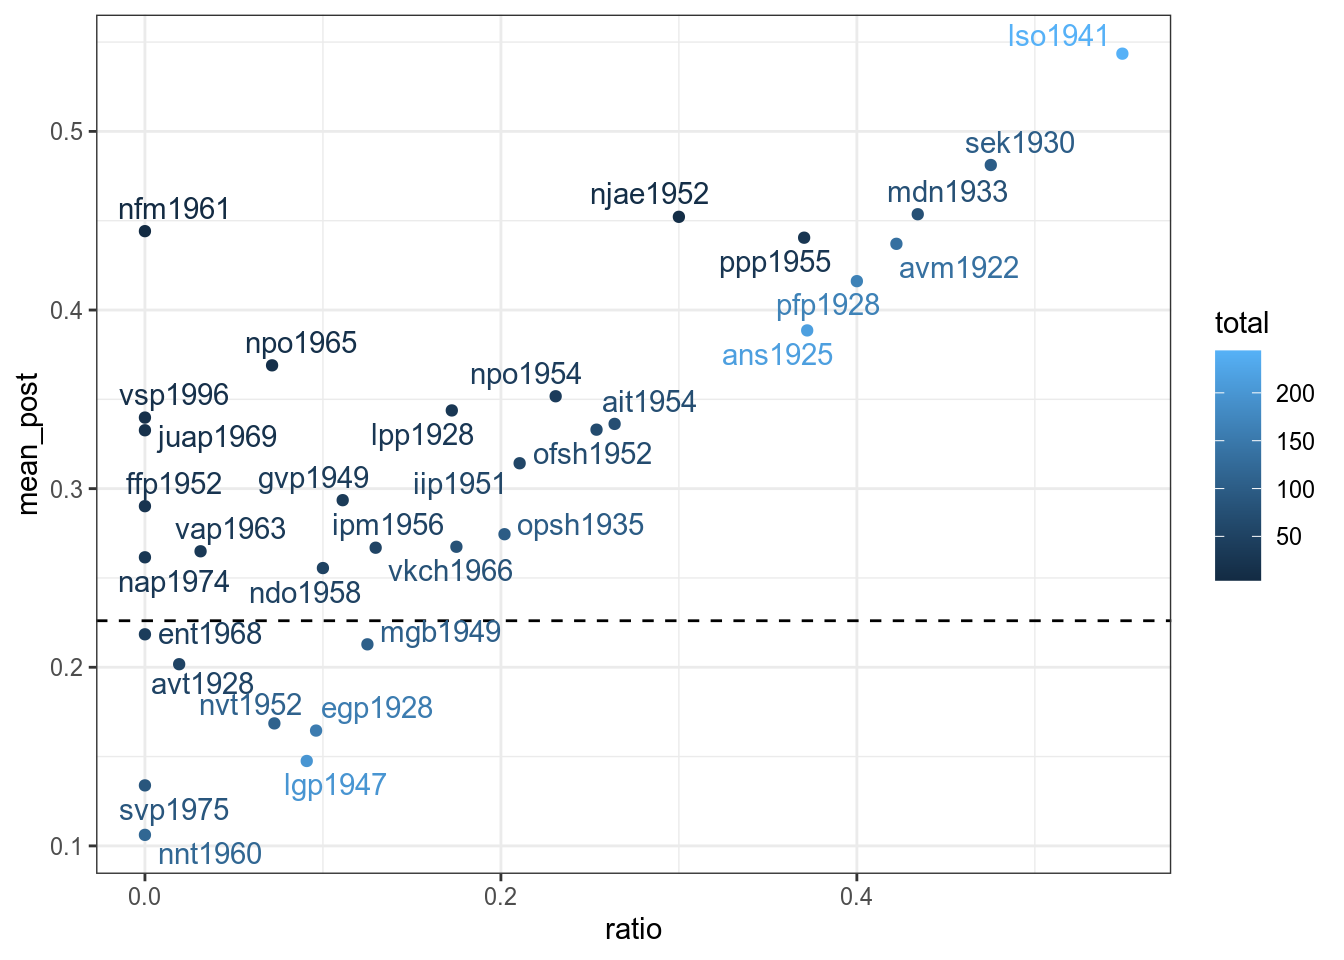 lso1941
sek1930
mdn1933
njae1952
nfm1961
ppp1955
avm1922
pfp1928
ans1925
npo1965
npo1954
vsp1996
ait1954
juap1969
lpp1928
ofsh1952
ffp1952
gvp1949
iip1951
vap1963
ipm1956
opsh1935
nap1974
ndo1958
vkch1966
ent1968
mgb1949
avt1928
nvt1952
egp1928
lgp1947
svp1975
nnt1960
0.5
0.4
0.3
0.2
0.1
mean_post
0.0
0.2
0.4
ratio
total
200
150
100
50